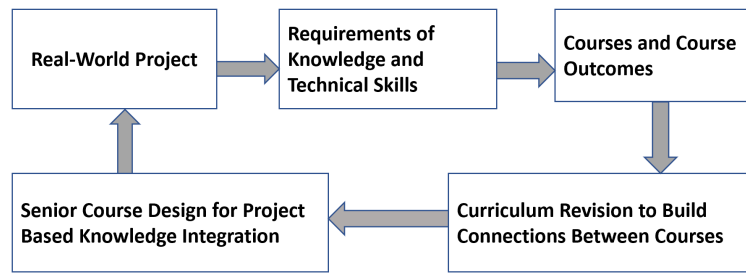 Real-World Project
Requirements of
Knowledge and
Technical Skills
Courses and Course
Outcomes
Senior Course Design for Project
Based Knowledge Integration
Curriculum Revision to Build
Connections Between Courses